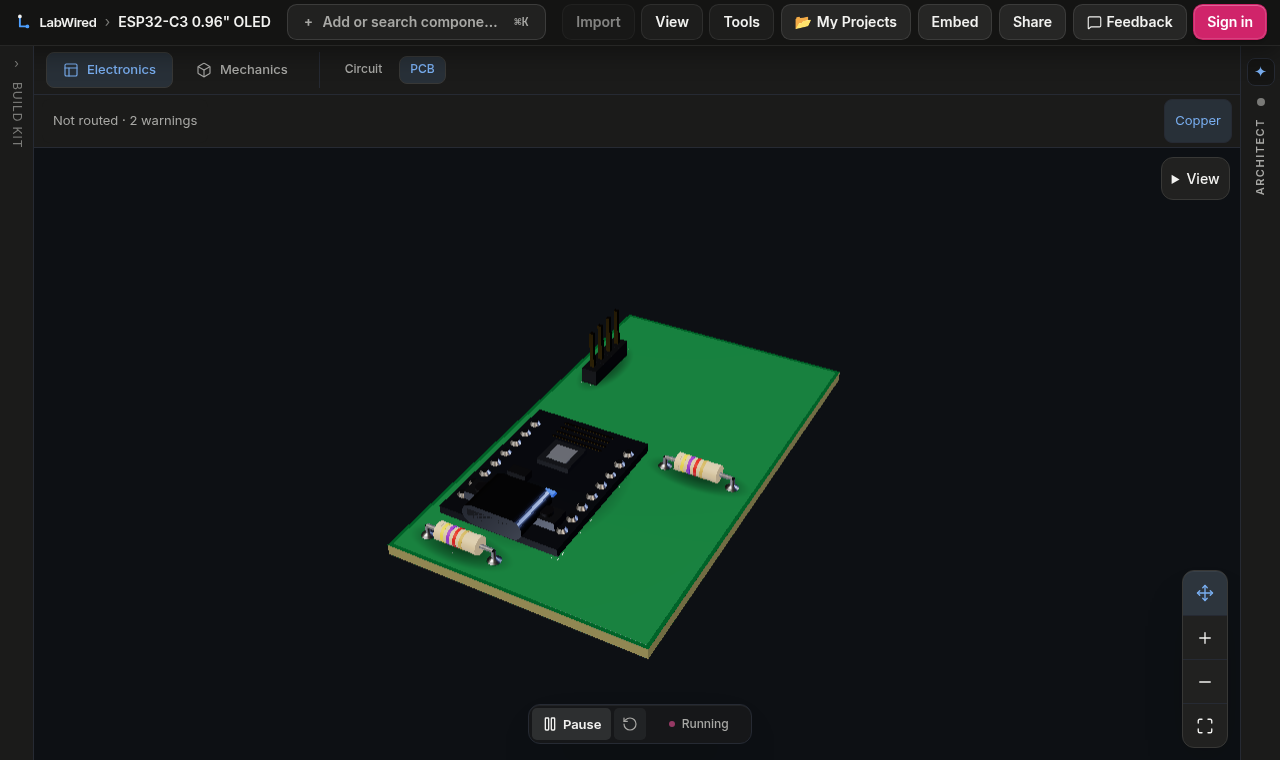 LabWired › ESP32-C3 0.96" OLED
+ Add or search compone... ⌘K
Import
View
Tools
My Projects
Embed
Share
Feedback
Sign in
Electronics
Mechanics
Circuit
PCB
BUILD KIT
Not routed · 2 warnings
Copper
View
ARCHITECT
Pause
Running